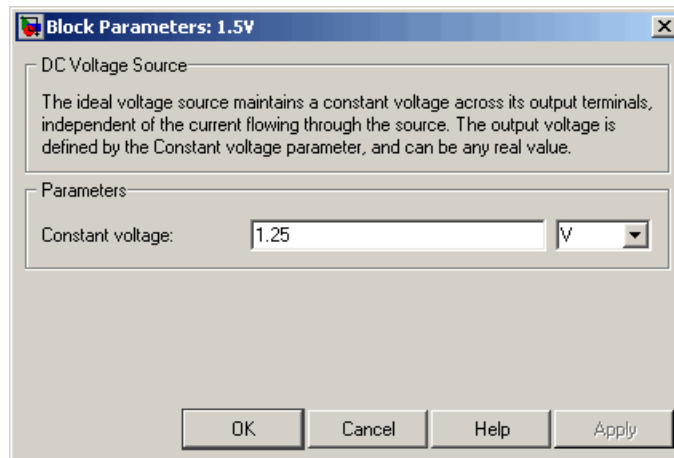 Block Parameters: 1.5V
DC Voltage Source
The ideal voltage source maintains a constant voltage across its output terminals,
independent of the current flowing through the source. The output voltage is
defined by the Constant voltage parameter, and can be any real value.
Parameters
Constant voltage: 1.25 V
OK Cancel Help Apply